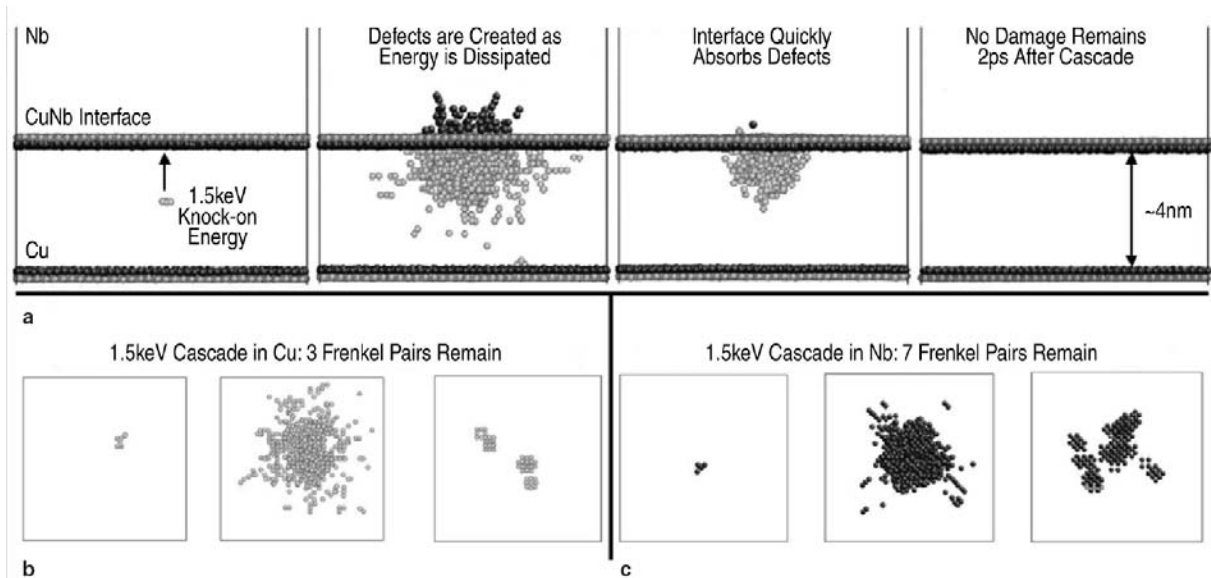 Nb
Defects are Created as
Energy is Dissipated
Interface Quickly
Absorbs Defects
No Damage Remains
2ps After Cascade
CuNb Interface
1.5keV
Knock-on
Energy
Cu
~4nm
a
1.5keV Cascade in Cu: 3 Frenkel Pairs Remain
1.5keV Cascade in Nb: 7 Frenkel Pairs Remain
b
c